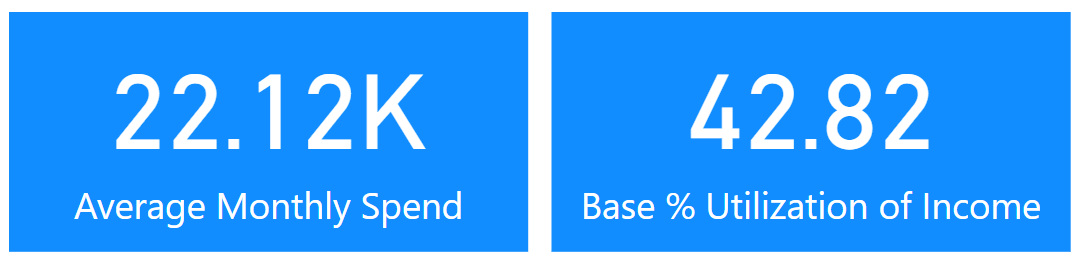 22.12K
Average Monthly Spend
42.82
Base % Utilization of Income